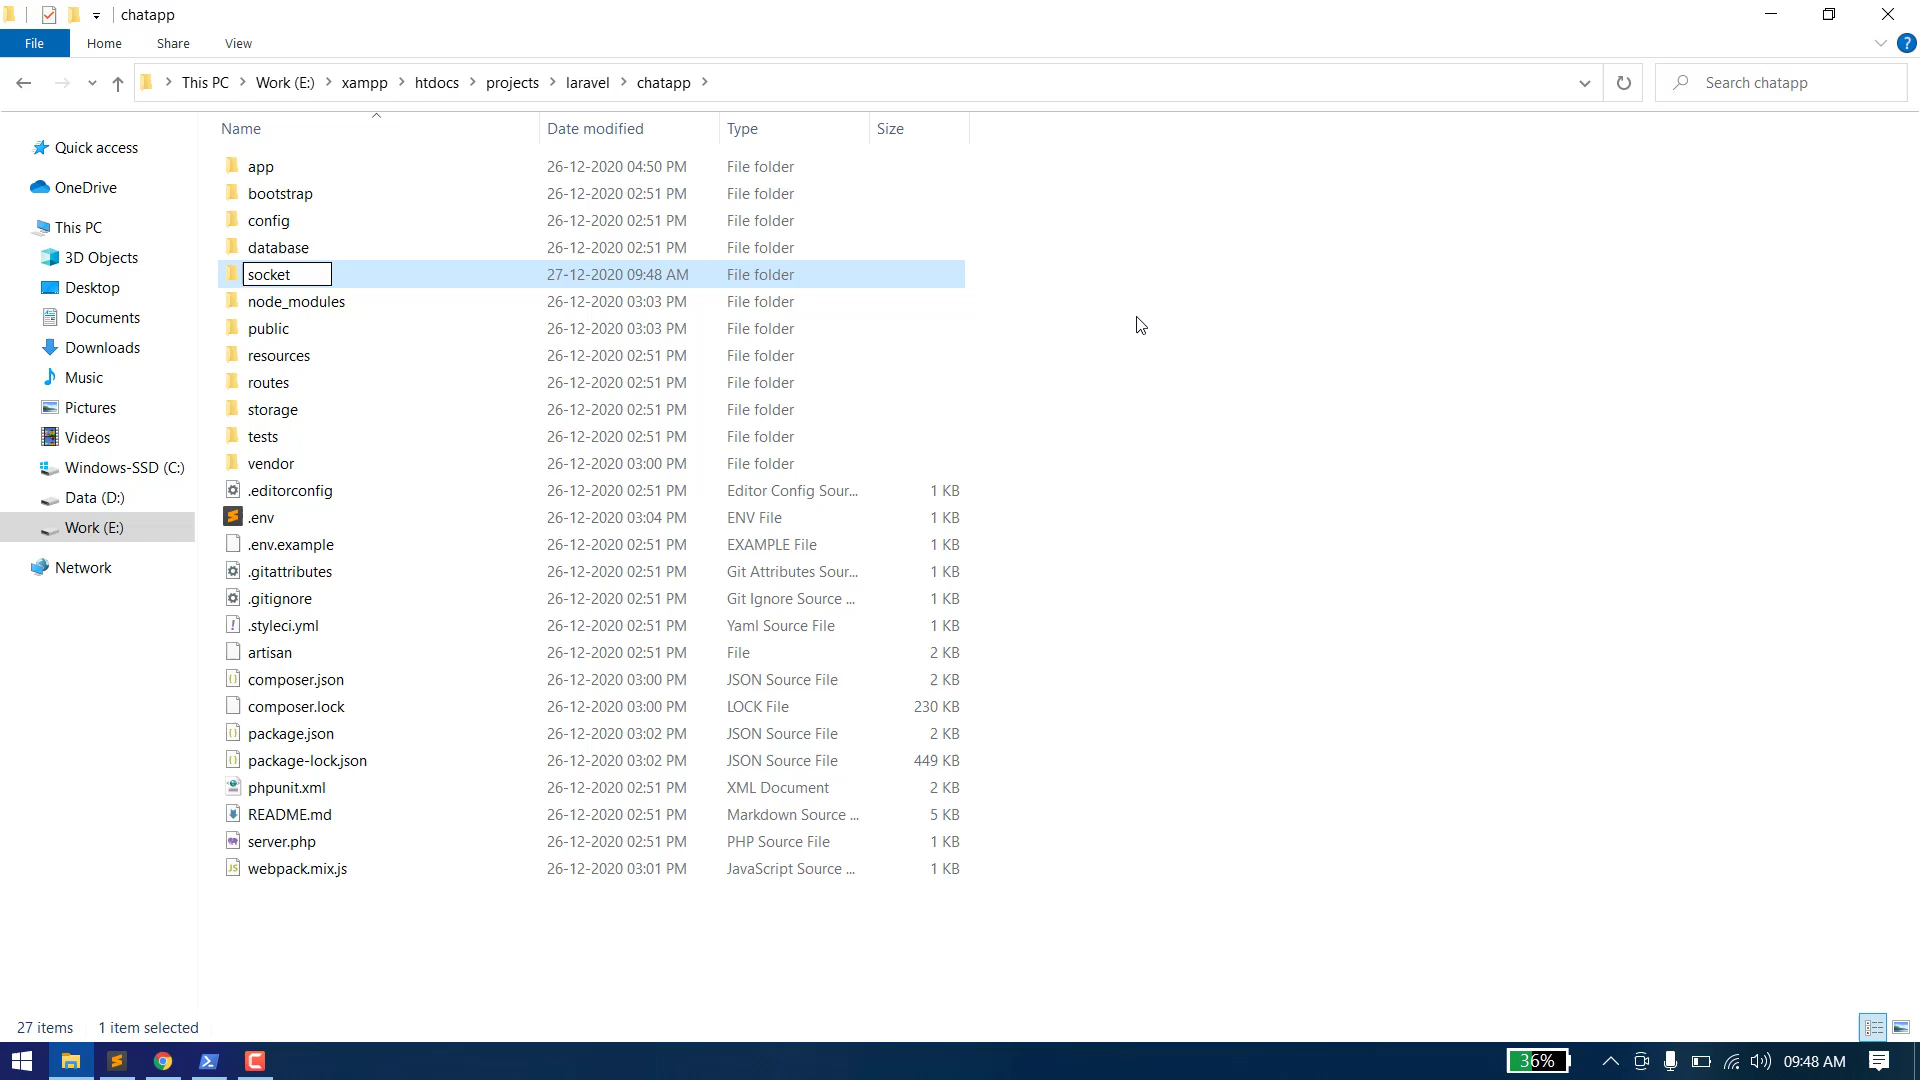 chatapp
File Home Share View
This PC Work (E:) xampp htdocs projects laravel chatapp
Search chatapp
Name Date modified Type Size
Quick access
OneDrive
This PC
3D Objects
Desktop
Documents
Downloads
Music
Pictures
Videos
Windows-SSD (C:)
Data (D:)
Work (E:)
Network
app 26-12-2020 04:50 PM File folder
bootstrap 26-12-2020 02:51 PM File folder
config 26-12-2020 02:51 PM File folder
database 26-12-2020 02:51 PM File folder
socket 27-12-2020 09:48 AM File folder
node_modules 26-12-2020 03:03 PM File folder
public 26-12-2020 03:03 PM File folder
resources 26-12-2020 02:51 PM File folder
routes 26-12-2020 02:51 PM File folder
storage 26-12-2020 02:51 PM File folder
tests 26-12-2020 02:51 PM File folder
vendor 26-12-2020 03:00 PM File folder
.editorconfig 26-12-2020 02:51 PM Editor Config Sour... 1 KB
.env 26-12-2020 03:04 PM ENV File 1 KB
.env.example 26-12-2020 02:51 PM EXAMPLE File 1 KB
.gitattributes 26-12-2020 02:51 PM Git Attributes Sour... 1 KB
.gitignore 26-12-2020 02:51 PM Git Ignore Source ... 1 KB
.styleci.yml 26-12-2020 02:51 PM Yaml Source File 1 KB
artisan 26-12-2020 02:51 PM File 2 KB
composer.json 26-12-2020 03:00 PM JSON Source File 2 KB
composer.lock 26-12-2020 03:00 PM LOCK File 230 KB
package.json 26-12-2020 03:02 PM JSON Source File 2 KB
package-lock.json 26-12-2020 03:02 PM JSON Source File 449 KB
phpunit.xml 26-12-2020 02:51 PM XML Document 2 KB
README.md 26-12-2020 02:51 PM Markdown Source ... 5 KB
server.php 26-12-2020 02:51 PM PHP Source File 1 KB
webpack.mix.js 26-12-2020 03:01 PM JavaScript Source ... 1 KB
27 items 1 item selected
36% 09:48 AM